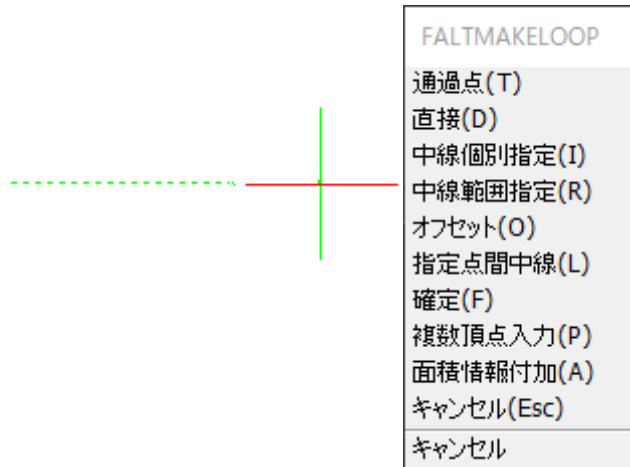 FALTMAKELOOP
通過点(T)
直接(D)
中線個別指定(I)
中線範囲指定(R)
オフセット(O)
指定点間中線(L)
確定(F)
複数頂点入力(P)
面積情報付加(A)
キャンセル(Esc)
キャンセル